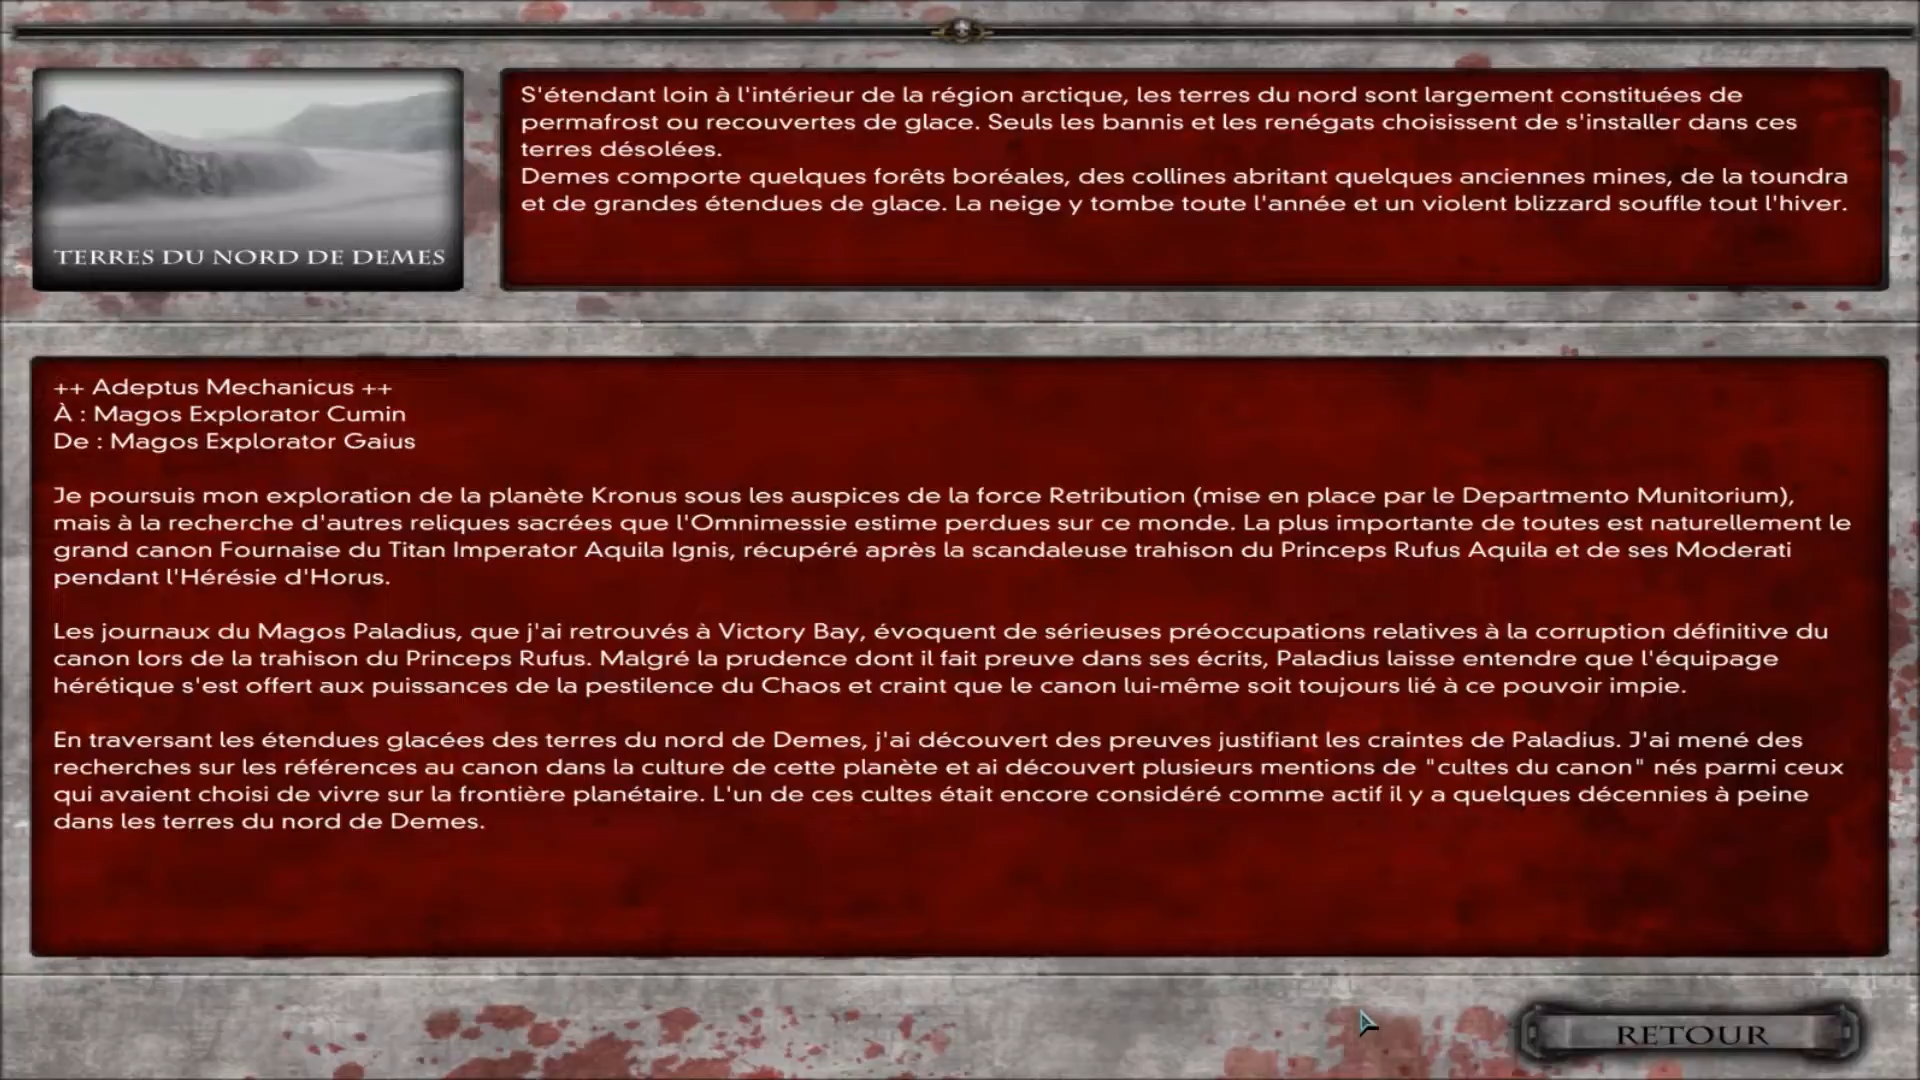 TERRES DU NORD DE DEMES
S'étendant loin à l'intérieur de la région arctique, les terres du nord sont largement constituées de
permafrost ou recouvertes de glace. Seuls les bannis et les renégats choisissent de s'installer dans ces
terres désolées.
Demes comporte quelques forêts boréales, des collines abritant quelques anciennes mines, de la toundra
et de grandes étendues de glace. La neige y tombe toute l'année et un violent blizzard souffle tout l'hiver.
++ Adeptus Mechanicus ++
À : Magos Explorator Cumin
De : Magos Explorator Gaius
Je poursuis mon exploration de la planète Kronus sous les auspices de la force Retribution (mise en place par le Departmento Munitorium),
mais à la recherche d'autres reliques sacrées que l'Omnimessie estime perdues sur ce monde. La plus importante de toutes est naturellement le
grand canon Fournaise du Titan Imperator Aquila Ignis, récupéré après la scandaleuse trahison du Princeps Rufus Aquila et de ses Moderati
pendant l'Hérésie d'Horus.
Les journaux du Magos Paladius, que j'ai retrouvés à Victory Bay, évoquent de sérieuses préoccupations relatives à la corruption définitive du
canon lors de la trahison du Princeps Rufus. Malgré la prudence dont il fait preuve dans ses écrits, Paladius laisse entendre que l'équipage
hérétique s'est offert aux puissances de la pestilence du Chaos et craint que le canon lui-même soit toujours lié à ce pouvoir impie.
En traversant les étendues glacées des terres du nord de Demes, j'ai découvert des preuves justifiant les craintes de Paladius. J'ai mené des
recherches sur les références au canon dans la culture de cette planète et ai découvert plusieurs mentions de "cultes du canon" nés parmi ceux
qui avaient choisi de vivre sur la frontière planétaire. L'un de ces cultes était encore considéré comme actif il y a quelques décennies à peine
dans les terres du nord de Demes.
RETOUR